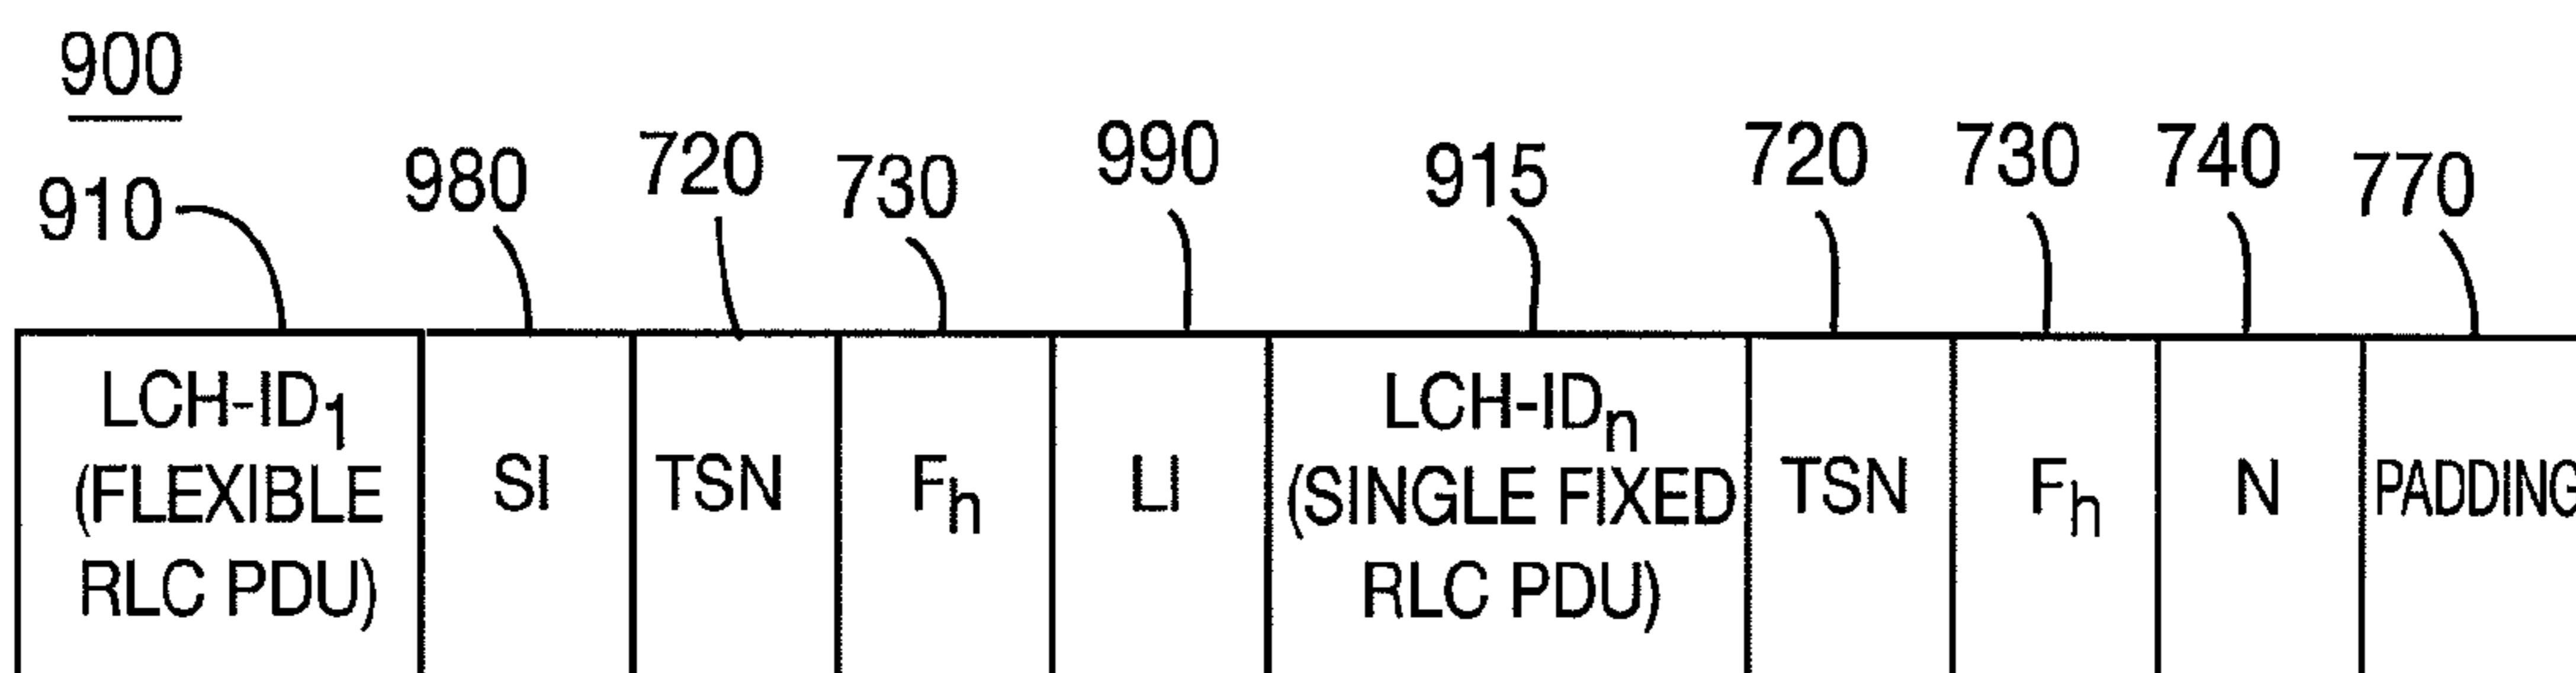 900
910 980 720 730 990 915 720 730 740 770
LCH-ID1 (FLEXIBLE RLC PDU)
SI
TSN
Fh
LI
LCH-IDn (SINGLE FIXED RLC PDU)
TSN
Fh
N
PADDING